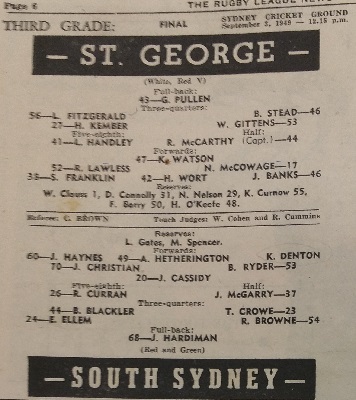 Page 6 THE RUGBY LEAGUE NEWS
THIRD GRADE: FINAL SYDNEY CRICKET GROUND
September 3, 1949 — 12.15 p.m.
— ST. GEORGE —
(White, Red V)
Full-back:
43—G. PULLEN
Three-quarters:
56—L. FITZGERALD B. STEAD—46
27—H. KEMBER W. GITTENS—53
Five-eighth: Half:
41—L. HANDLEY R. McCARTHY (Capt.)—44
Forwards:
47—K. WATSON
52—R. LAWLESS N. McCOWAGE—17
38—S. FRANKLIN 42—H. WORT J. BANKS—46
Reserves:
W. Clouss 1, D. Connolly 31, N. Nelson 29, K. Curnow 55,
F. Barry 50, H. O'Keefe 48.
Referee: C. BROWN Touch Judges: W. Cohen and R. Cummins
Reserves:
L. Gates, M. Spencer.
Forwards:
60—J. HAYNES 49—A. HETHERINGTON K. DENTON
70—J. CHRISTIAN B. RYDER—53
20—J. CASSIDY
Five-eighth: Half:
26—R. CURRAN J. McGARRY—37
Three-quarters:
44—B. BLACKLER T. CROWE—23
24—E. ELLEM R. BROWNE—54
Full-back:
68—J. HARDIMAN
(Red and Green)
— SOUTH SYDNEY —